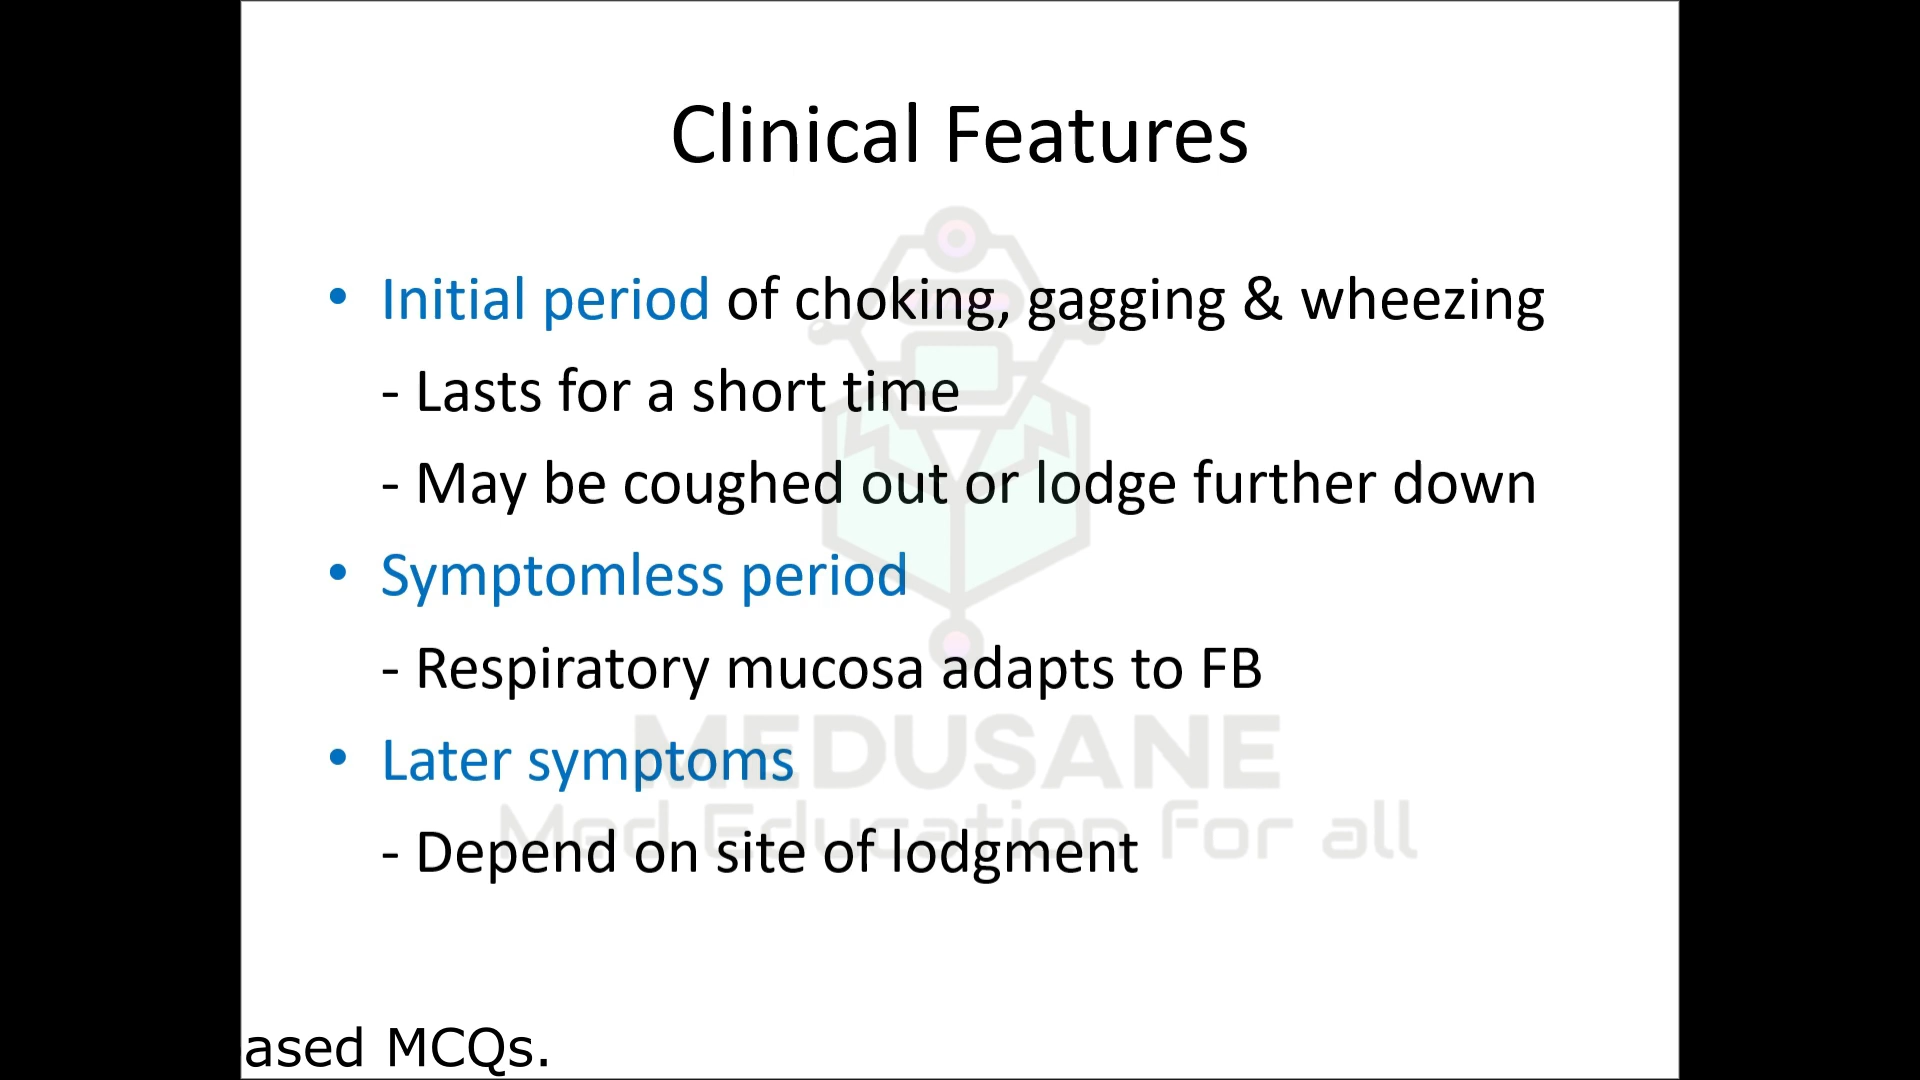 Clinical Features
• Initial period of choking, gagging & wheezing
- Lasts for a short time
- May be coughed out or lodge further down
• Symptomless period
- Respiratory mucosa adapts to FB
• Later symptoms
- Depend on site of lodgment
MEDUSANE
Med Education for all
ased MCQs.